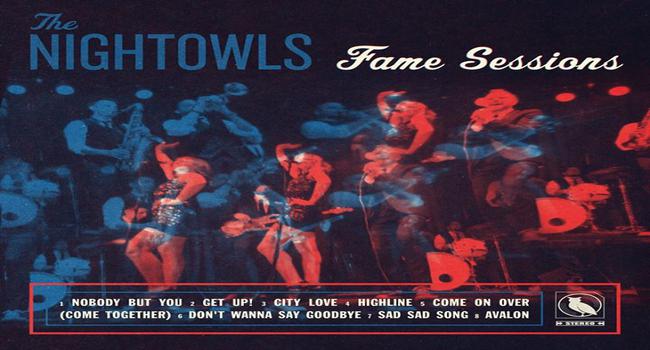 The
NIGHTOWLS Fame Sessions
1 NOBODY BUT YOU 2 GET UP! 3 CITY LOVE 4 HIGHLINE 5 COME ON OVER
(COME TOGETHER) 6 DON'T WANNA SAY GOODBYE 7 SAD SAD SONG 8 AVALON
STEREO